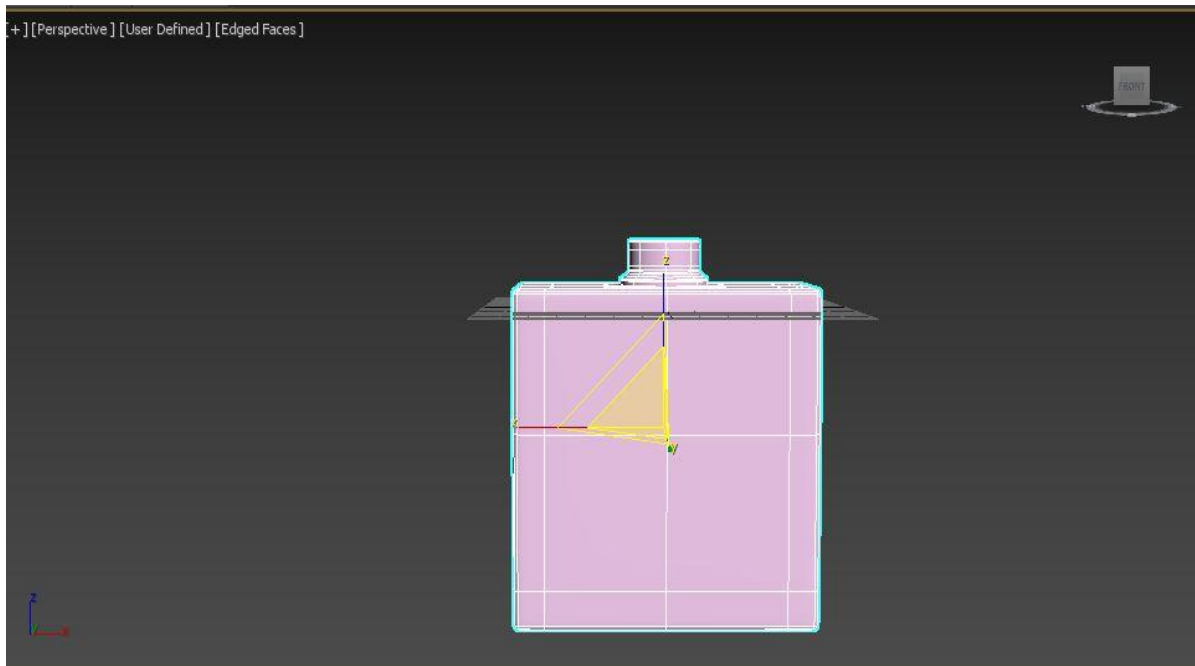 [+] [Perspective] [User Defined] [Edged Faces]
FRONT
z
x
y
z
y x